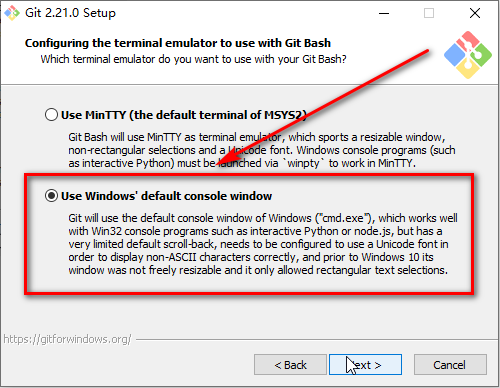 Git 2.21.0 Setup
Configuring the terminal emulator to use with Git Bash
Which terminal emulator do you want to use with your Git Bash?
Use MinTTY (the default terminal of MSYS2)
Git Bash will use MinTTY as terminal emulator, which sports a resizable window,
non-rectangular selections and a Unicode font. Windows console programs (such
as interactive Python) must be launched via `winpty` to work in MinTTY.
Use Windows' default console window
Git will use the default console window of Windows ("cmd.exe"), which works well
with Win32 console programs such as interactive Python or node.js, but has a
very limited default scroll-back, needs to be configured to use a Unicode font in
order to display non-ASCII characters correctly, and prior to Windows 10 its
window was not freely resizable and it only allowed rectangular text selections.
https://gitforwindows.org/
< Back
Next >
Cancel